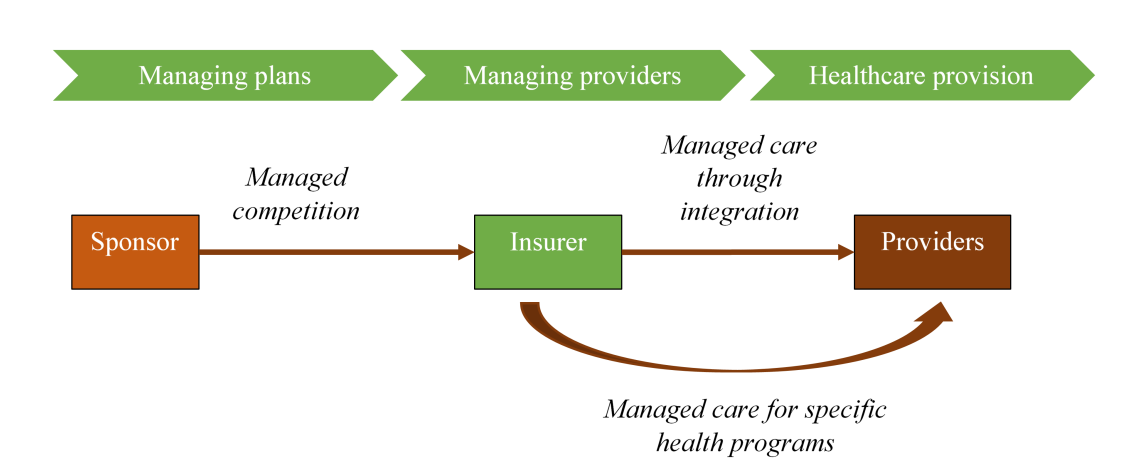 Managing plans
Managing providers
Healthcare provision
Managed
competition
Managed care
through
integration
Sponsor
Insurer
Providers
Managed care for specific
health programs